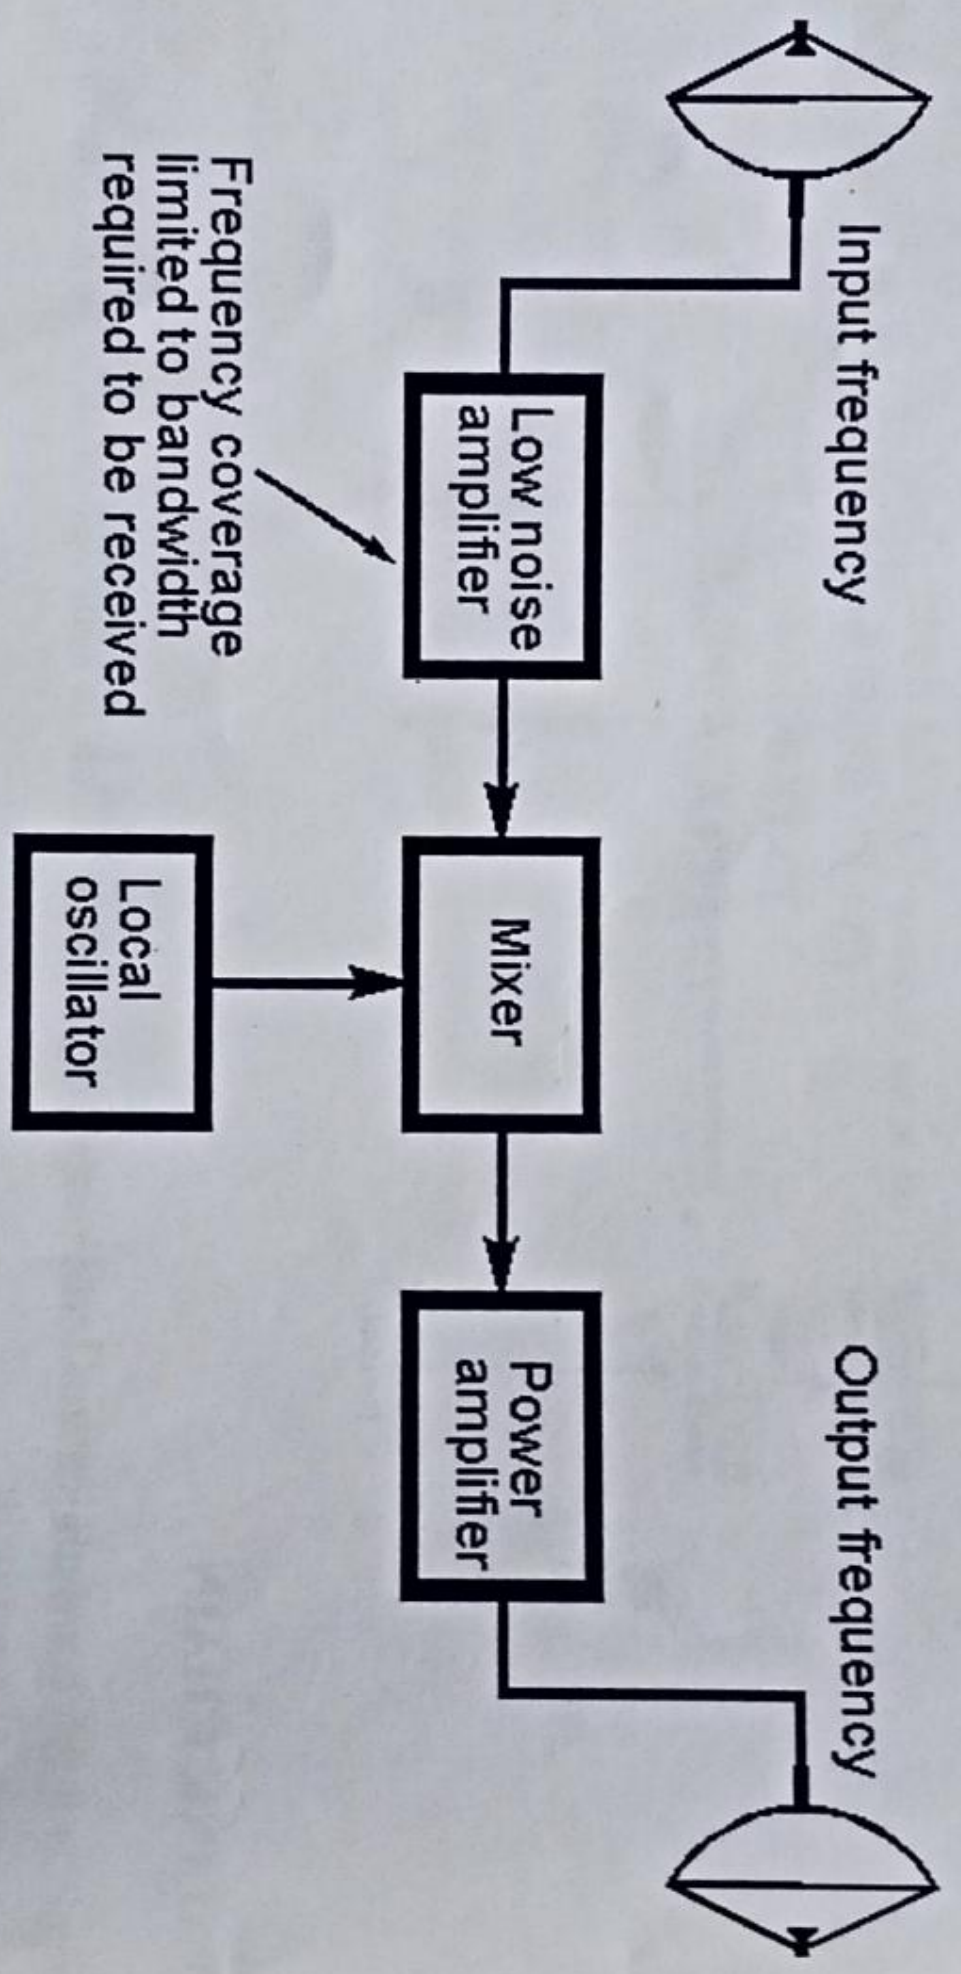 Input frequency
Output frequency
Low noise
amplifier
Mixer
Power
amplifier
Frequency coverage
limited to bandwidth
required to be received
Local
oscillator